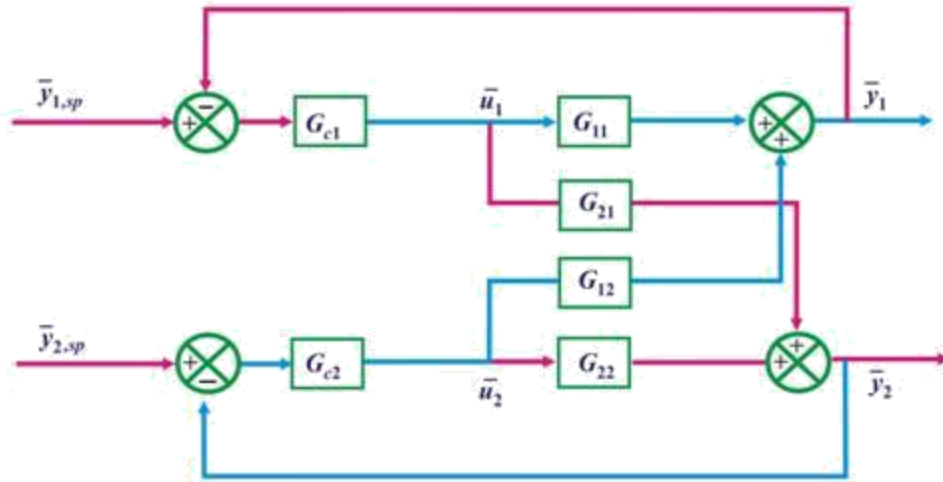 ȳ1,sp
−
+
Gc1
ū1
G11
+
+
ȳ1
G21
G12
ȳ2,sp
+
−
Gc2
ū2
G22
+
+
ȳ2